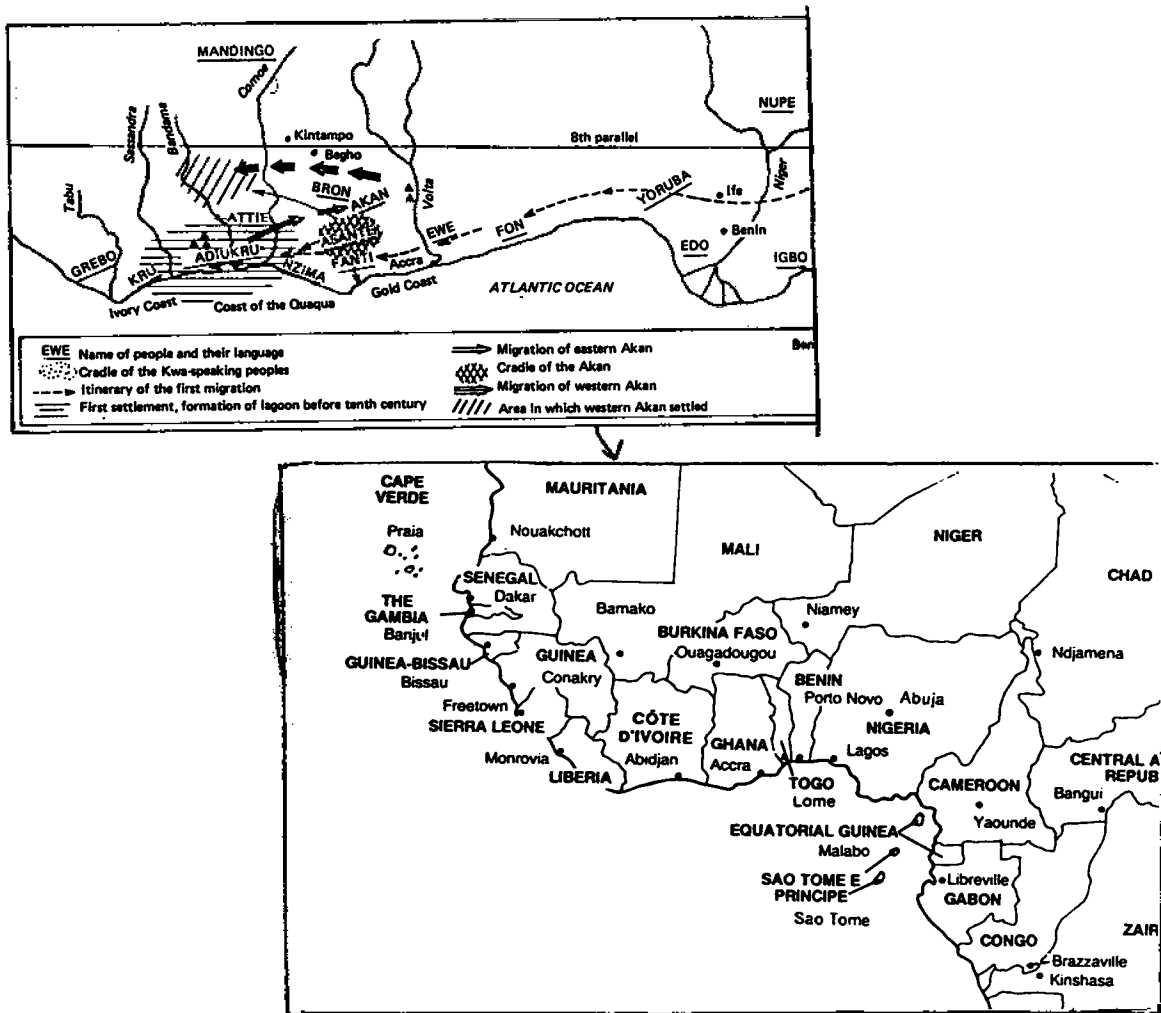 MANDINGO
Comoe
Sassandra
Bandama
NUPE
Kintampo
8th parallel
Begho
Tabu
BRON
AKAN
Volta
YORUBA
Ife
Niger
ATTIE
ASANTE
EWE
FON
Benin
EDO
GREBO
ADIUKRU
KRU
NZIMA
FANTI
Accra
IGBO
Ivory Coast
Coast of the Quaqua
Gold Coast
ATLANTIC OCEAN
Ben
EWE Name of people and their language
Cradle of the Kwa-speaking peoples
Itinerary of the first migration
First settlement, formation of lagoon before tenth century
Migration of eastern Akan
Cradle of the Akan
Migration of western Akan
Area in which western Akan settled
CAPE
VERDE
Praia
MAURITANIA
Nouakchott
MALI
NIGER
CHAD
SENEGAL
Dakar
THE
GAMBIA
Banjul
Bamako
Niamey
BURKINA FASO
Ouagadougou
Ndjamena
GUINEA-BISSAU
Bissau
GUINEA
Conakry
BENIN
Porto Novo
Abuja
NIGERIA
Freetown
SIERRA LEONE
CÔTE
D'IVOIRE
Abidjan
GHANA
Accra
Lagos
Monrovia
LIBERIA
TOGO
Lome
CENTRAL A
REPUB
Bangui
CAMEROON
Yaounde
EQUATORIAL GUINEA
Malabo
SAO TOME E
PRINCIPE
Sao Tome
Libreville
GABON
CONGO
ZAIR
Brazzaville
Kinshasa